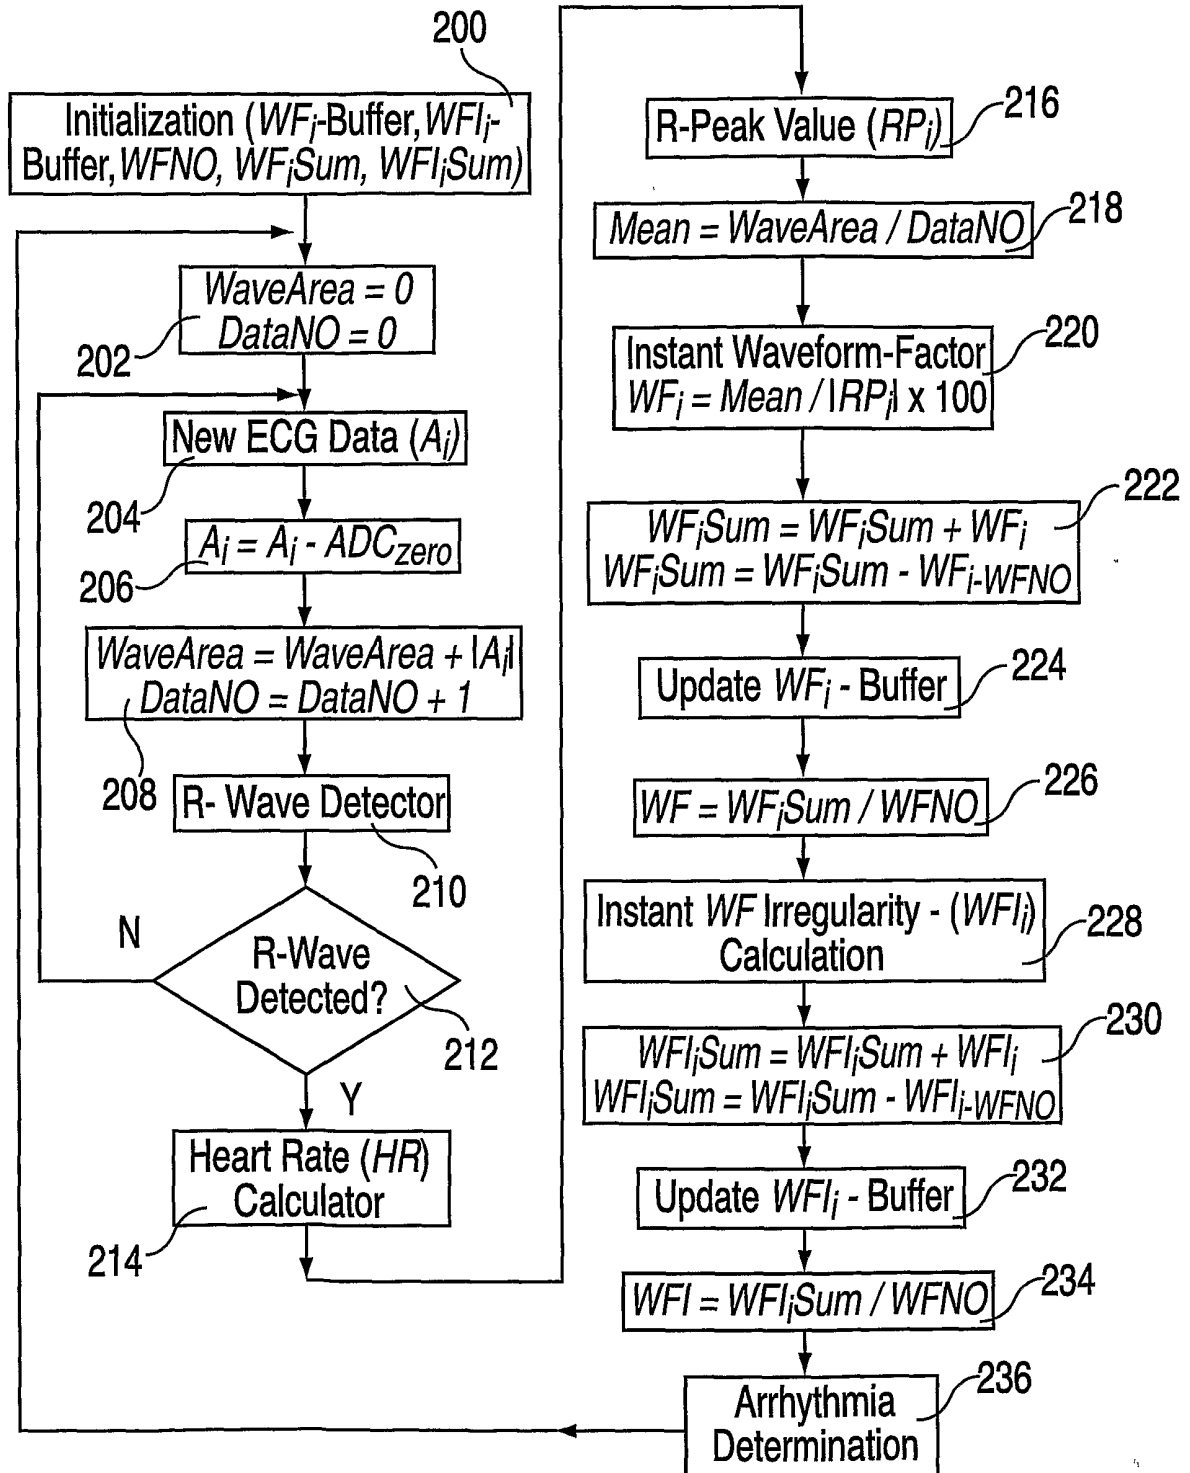 200
Initialization (WFi-Buffer,WFIi-
Buffer,WFNO, WFiSum, WFIiSum)
WaveArea = 0
DataNO = 0
202
New ECG Data (Ai)
204
Ai = Ai - ADCzero
206
WaveArea = WaveArea + |Ai|
DataNO = DataNO + 1
208
R- Wave Detector
210
N
R-Wave
Detected?
212
Y
Heart Rate (HR)
Calculator
214
R-Peak Value (RPi)
216
Mean = WaveArea / DataNO
218
Instant Waveform-Factor
WFi = Mean / |RPi| x 100
220
WFiSum = WFiSum + WFi
WFiSum = WFiSum - WFi-WFNO
222
Update WFi - Buffer
224
WF = WFiSum / WFNO
226
Instant WF Irregularity - (WFIi)
Calculation
228
WFIiSum = WFIiSum + WFIi
WFIiSum = WFIiSum - WFIi-WFNO
230
Update WFIi - Buffer
232
WFI = WFIiSum / WFNO
234
Arrhythmia
Determination
236